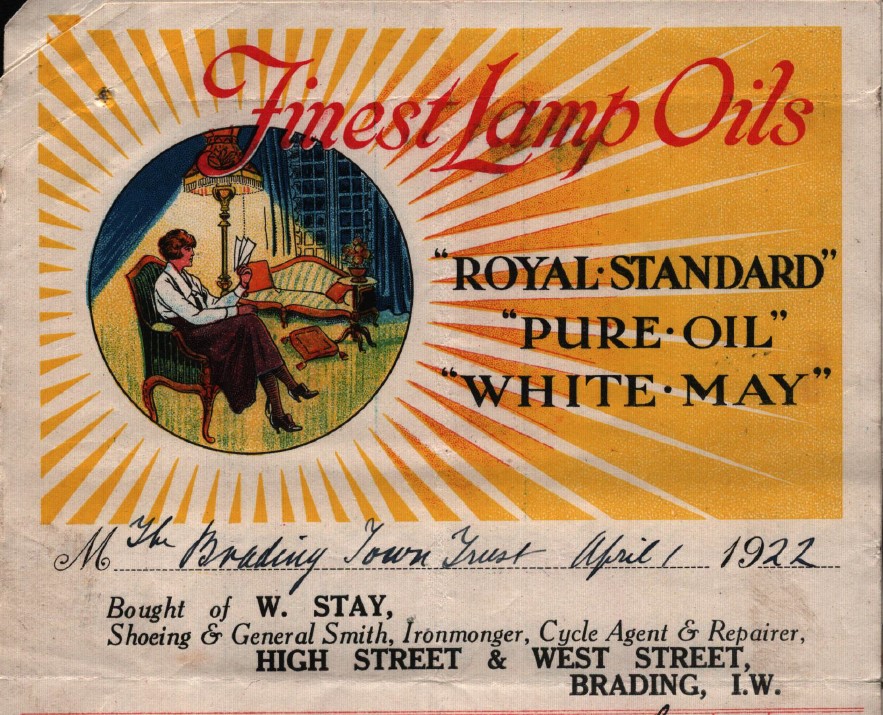 Finest Lamp Oils
"ROYAL·STANDARD"
"PURE·OIL"
"WHITE·MAY"
M The Brading Town Trust April 1 1922
Bought of W. STAY,
Shoeing & General Smith, Ironmonger, Cycle Agent & Repairer,
HIGH STREET & WEST STREET,
BRADING, I.W.